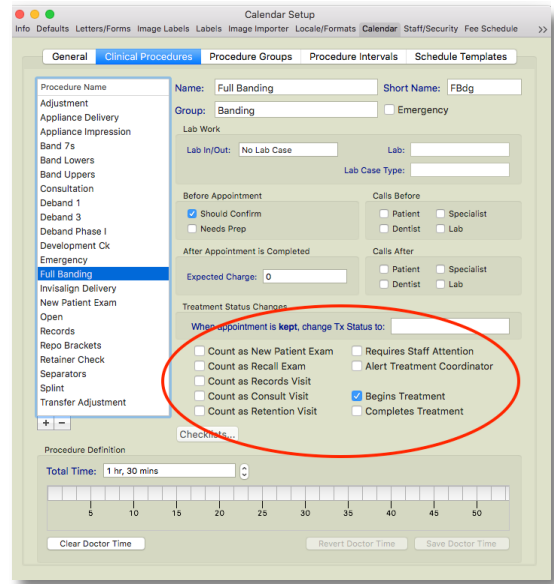 Calendar Setup
Info Defaults Letters/Forms Image Labels Labels Image Importer Locale/Formats Calendar Staff/Security Fee Schedule >>
General Clinical Procedures Procedure Groups Procedure Intervals Schedule Templates
Procedure Name
Adjustment
Appliance Delivery
Appliance Impression
Band 7s
Band Lowers
Band Uppers
Consultation
Deband 1
Deband 3
Deband Phase I
Development Ck
Emergency
Full Banding
Invisalign Delivery
New Patient Exam
Open
Records
Repo Brackets
Retainer Check
Separators
Splint
Transfer Adjustment
+ −
Name: Full Banding Short Name: FBdg
Group: Banding Emergency
Lab Work
Lab In/Out: No Lab Case Lab:
Lab Case Type:
Before Appointment Calls Before
Should Confirm Patient Specialist
Needs Prep Dentist Lab
After Appointment is Completed Calls After
Expected Charge: 0 Patient Specialist
Dentist Lab
Treatment Status Changes
When appointment is kept, change Tx Status to:
Count as New Patient Exam Requires Staff Attention
Count as Recall Exam Alert Treatment Coordinator
Count as Records Visit
Count as Consult Visit Begins Treatment
Count as Retention Visit Completes Treatment
Checklists...
Procedure Definition
Total Time: 1 hr, 30 mins
5 10 15 20 25 30 35 40 45 50
Clear Doctor Time Revert Doctor Time Save Doctor Time